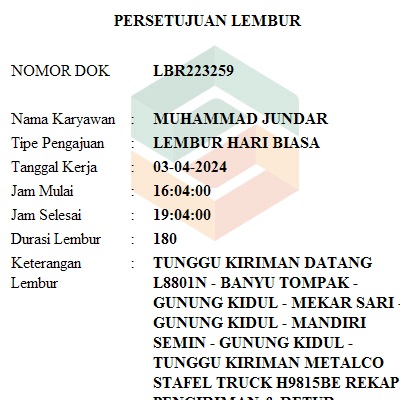 PERSETUJUAN LEMBUR
NOMOR DOK LBR223259
Nama Karyawan : MUHAMMAD JUNDAR
Tipe Pengajuan : LEMBUR HARI BIASA
Tanggal Kerja : 03-04-2024
Jam Mulai : 16:04:00
Jam Selesai : 19:04:00
Durasi Lembur : 180
Keterangan : TUNGGU KIRIMAN DATANG
Lembur L8801N - BANYU TOMPAK -
GUNUNG KIDUL - MEKAR SARI -
GUNUNG KIDUL - MANDIRI
SEMIN - GUNUNG KIDUL -
TUNGGU KIRIMAN METALCO
STAFEL TRUCK H9815BE REKAP
PENGIRIMAN & RETUR